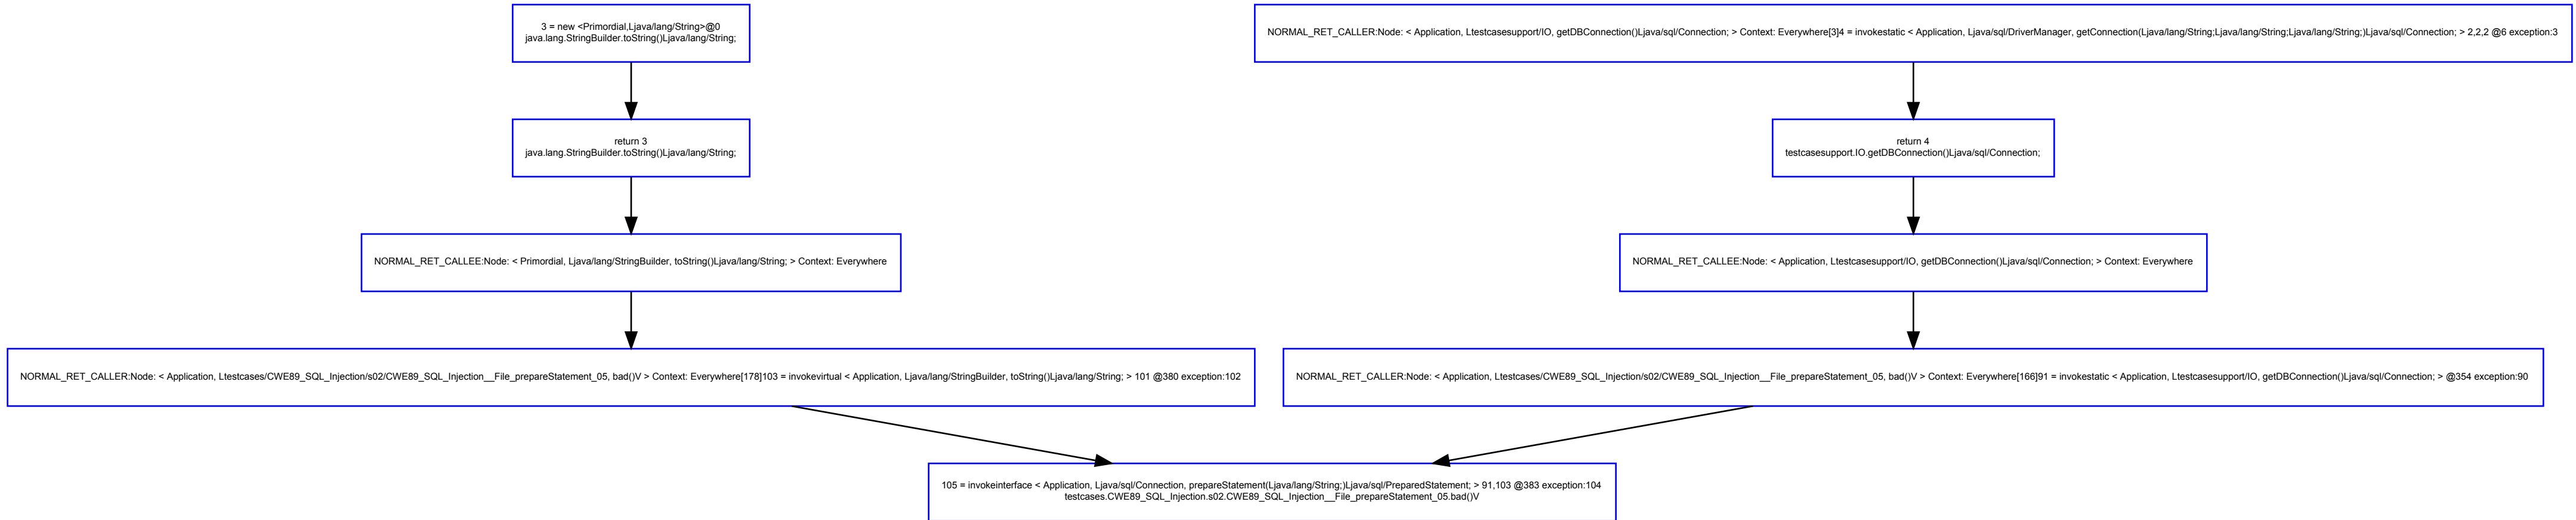 3 = new <Primordial,Ljava/lang/String>@0
java.lang.StringBuilder.toString()Ljava/lang/String;
NORMAL_RET_CALLER:Node: < Application, Ltestcasesupport/IO, getDBConnection()Ljava/sql/Connection; > Context: Everywhere[3]4 = invokestatic < Application, Ljava/sql/DriverManager, getConnection(Ljava/lang/String;Ljava/lang/String;Ljava/lang/String;)Ljava/sql/Connection; > 2,2,2 @6 exception:3
return 3
java.lang.StringBuilder.toString()Ljava/lang/String;
return 4
testcasesupport.IO.getDBConnection()Ljava/sql/Connection;
NORMAL_RET_CALLEE:Node: < Primordial, Ljava/lang/StringBuilder, toString()Ljava/lang/String; > Context: Everywhere
NORMAL_RET_CALLEE:Node: < Application, Ltestcasesupport/IO, getDBConnection()Ljava/sql/Connection; > Context: Everywhere
NORMAL_RET_CALLER:Node: < Application, Ltestcases/CWE89_SQL_Injection/s02/CWE89_SQL_Injection__File_prepareStatement_05, bad()V > Context: Everywhere[178]103 = invokevirtual < Application, Ljava/lang/StringBuilder, toString()Ljava/lang/String; > 101 @380 exception:102
NORMAL_RET_CALLER:Node: < Application, Ltestcases/CWE89_SQL_Injection/s02/CWE89_SQL_Injection__File_prepareStatement_05, bad()V > Context: Everywhere[166]91 = invokestatic < Application, Ltestcasesupport/IO, getDBConnection()Ljava/sql/Connection; > @354 exception:90
105 = invokeinterface < Application, Ljava/sql/Connection, prepareStatement(Ljava/lang/String;)Ljava/sql/PreparedStatement; > 91,103 @383 exception:104
testcases.CWE89_SQL_Injection.s02.CWE89_SQL_Injection__File_prepareStatement_05.bad()V